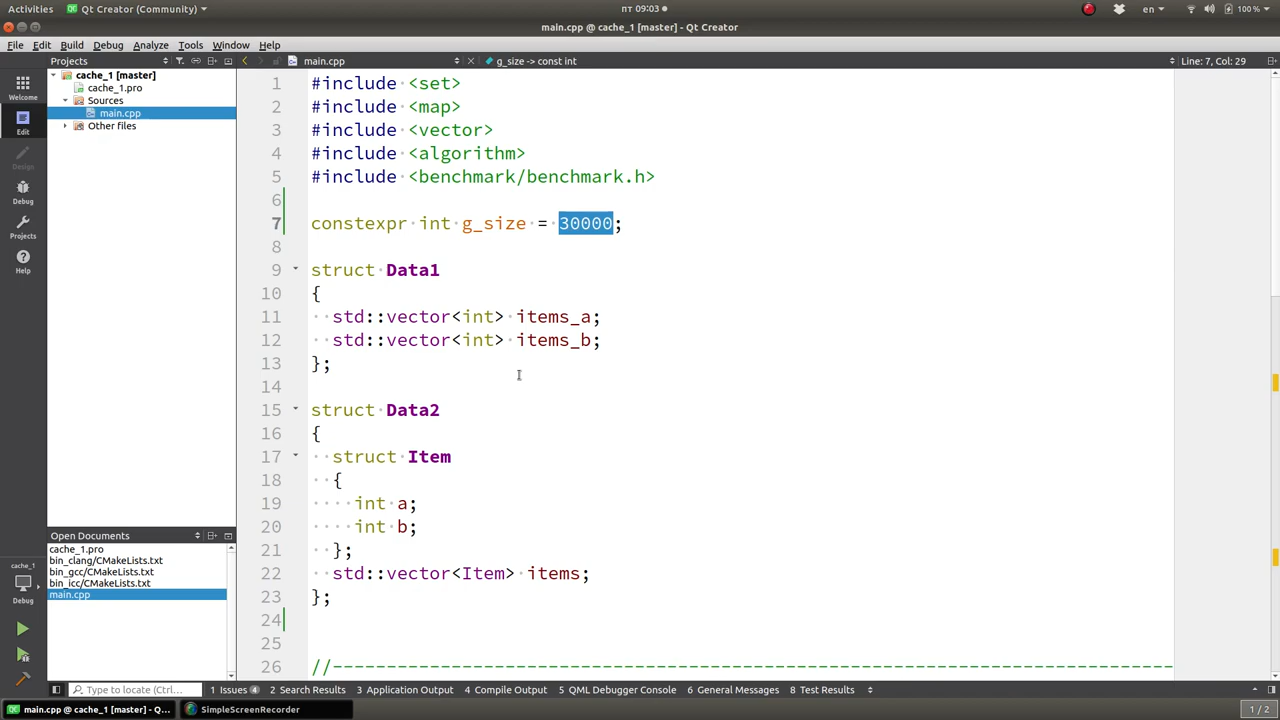 Activities Qt Creator (Community) пт 09:03 en 100 %
main.cpp @ cache_1 [master] - Qt Creator
File Edit Build Debug Analyze Tools Window Help
Projects main.cpp g_size -> const int Line: 7, Col: 29
Welcome
Edit
Design
Debug
Projects
Help
cache_1
Debug
cache_1 [master]
cache_1.pro
Sources
main.cpp
Other files
Open Documents
cache_1.pro
bin_clang/CMakeLists.txt
bin_gcc/CMakeLists.txt
bin_icc/CMakeLists.txt
main.cpp
1 #include <set>
2 #include <map>
3 #include <vector>
4 #include <algorithm>
5 #include <benchmark/benchmark.h>
6
7 constexpr int g_size = 30000;
8
9 struct Data1
10 {
11 std::vector<int> items_a;
12 std::vector<int> items_b;
13 };
14
15 struct Data2
16 {
17 struct Item
18 {
19 int a;
20 int b;
21 };
22 std::vector<Item> items;
23 };
24
25
26 //------------------------------------------------------------------------------
Type to locate (Ctrl... 1 Issues 4 2 Search Results 3 Application Output 4 Compile Output 5 QML Debugger Console 6 General Messages 8 Test Results
main.cpp @ cache_1 [master] - Q... SimpleScreenRecorder 1 / 2